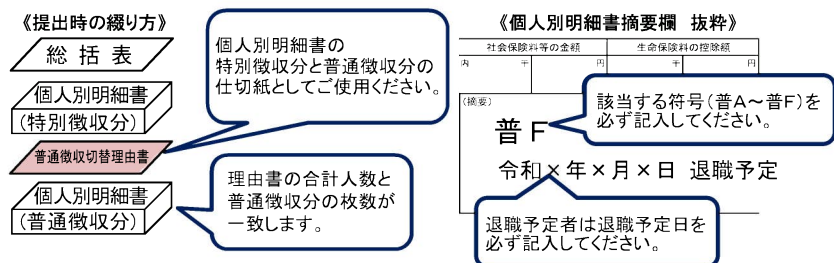 《提出時の綴り方》
総括表
個人別明細書
(特別徴収分)
普通徴収切替理由書
個人別明細書
(普通徴収分)
個人別明細書の
特別徴収分と普通徴収分の
仕切紙としてご使用ください。
理由書の合計人数と
普通徴収分の枚数が
一致します。
《個人別明細書摘要欄 抜粋》
社会保険料等の金額
生命保険料の控除額
内 千 円 千 円
(摘要)
普F
令和×年×月×日 退職予定
該当する符号(普A～普F)を
必ず記入してください。
退職予定者は退職予定日を
必ず記入してください。